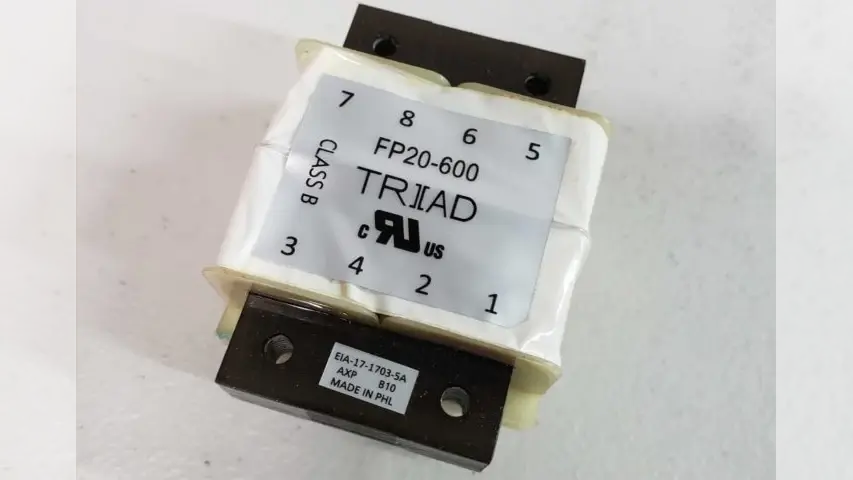 7 8 6 5
FP20-600
CLASS B
TRIAD
c RU US
3 4 2 1
EIA-17-1703-5A
AXP B10
MADE IN PHL